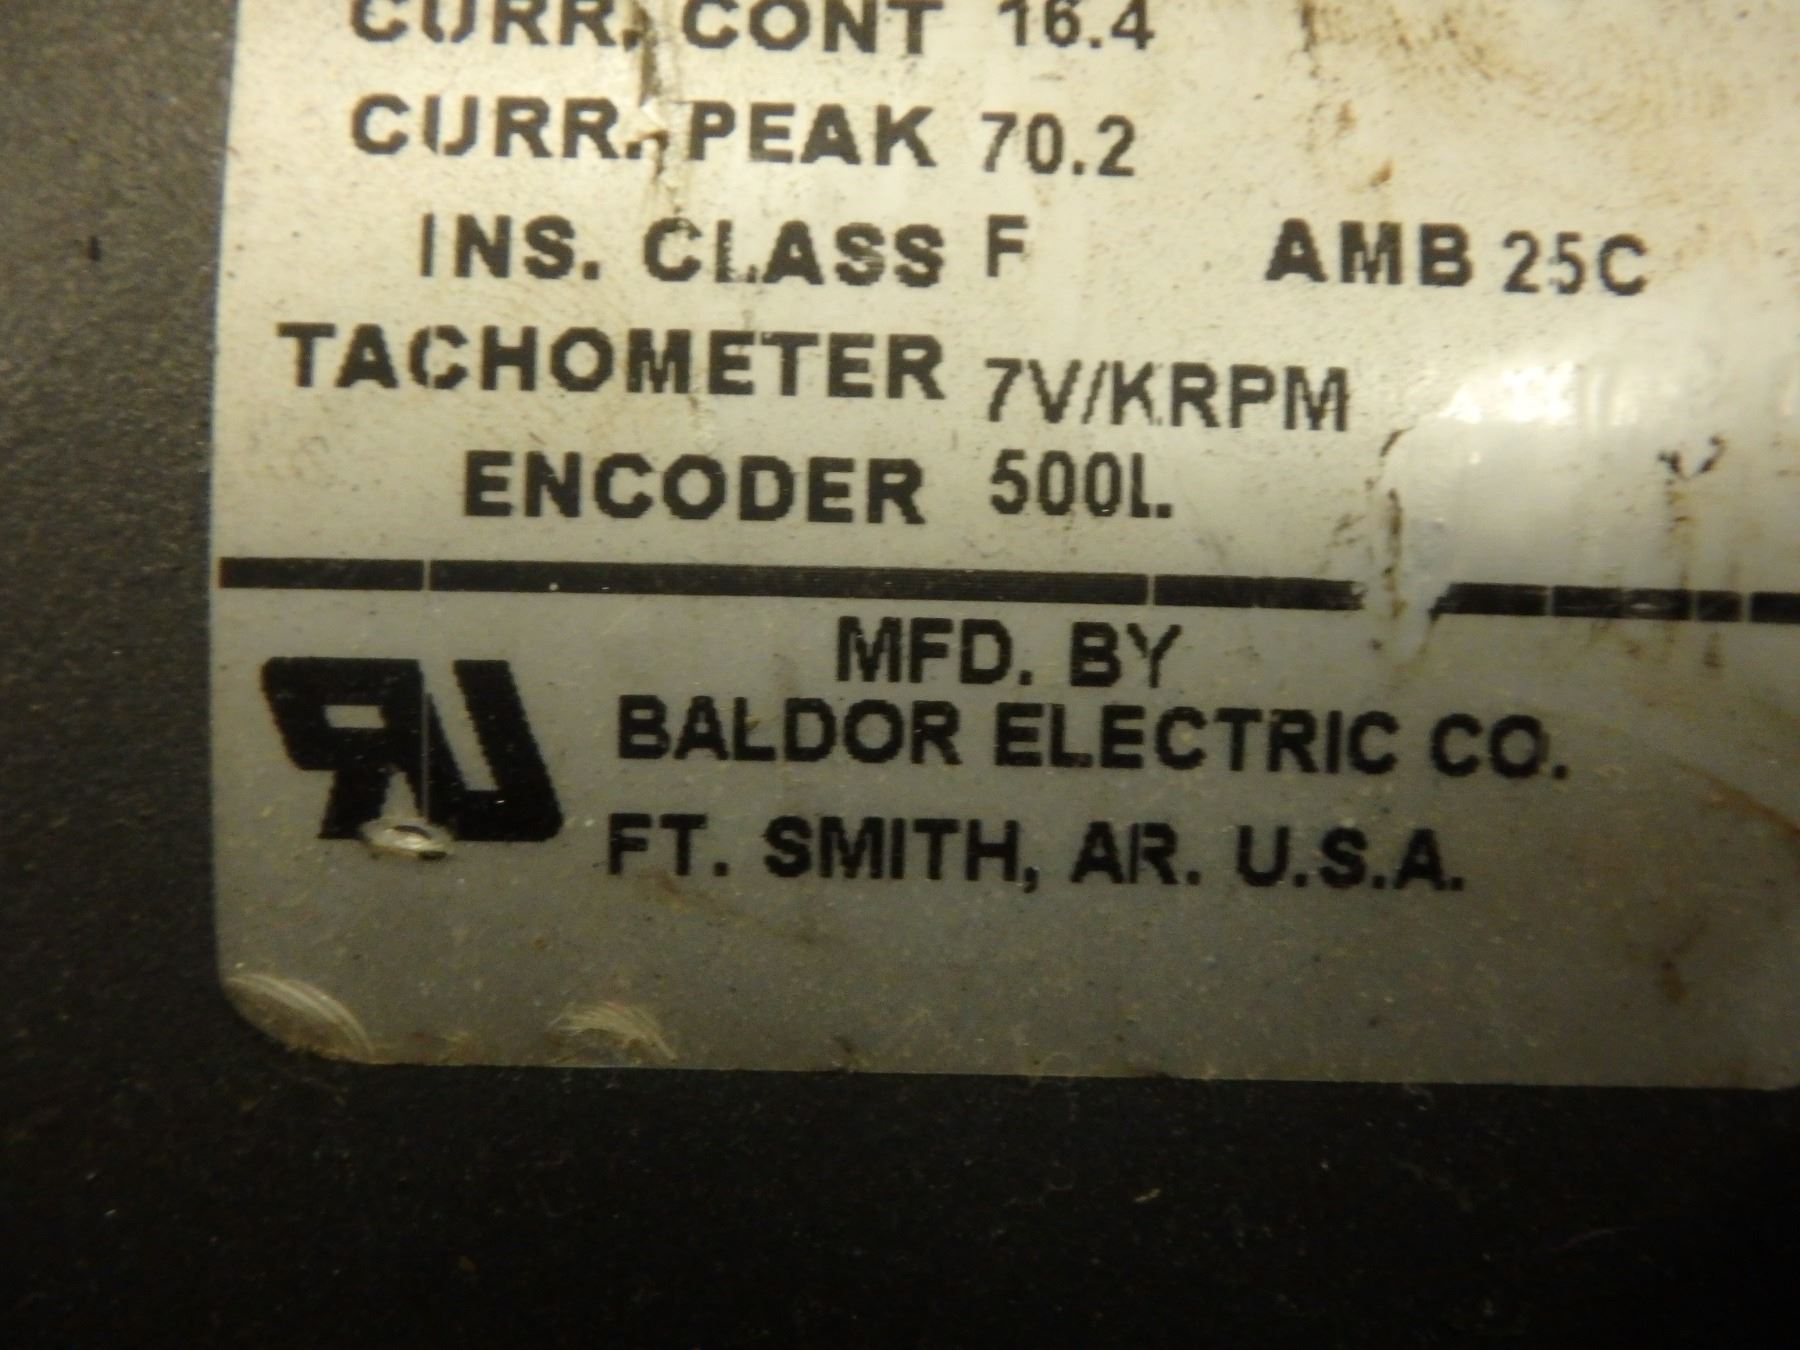 CURR. CONT 16.4
CURR. PEAK 70.2
INS. CLASS F AMB 25C
TACHOMETER 7V/KRPM
ENCODER 500L
MFD. BY
BALDOR ELECTRIC CO.
FT. SMITH, AR. U.S.A.